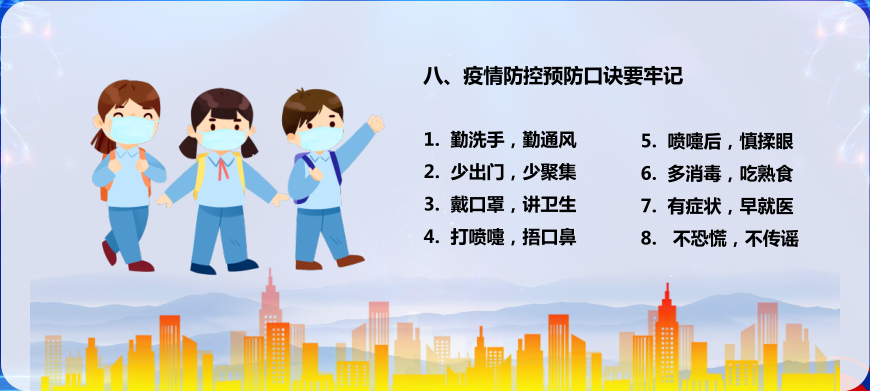 八、疫情防控预防口诀要牢记
1. 勤洗手，勤通风
2. 少出门，少聚集
3. 戴口罩，讲卫生
4. 打喷嚏，捂口鼻
5. 喷嚏后，慎揉眼
6. 多消毒，吃熟食
7. 有症状，早就医
8. 不恐慌，不传谣